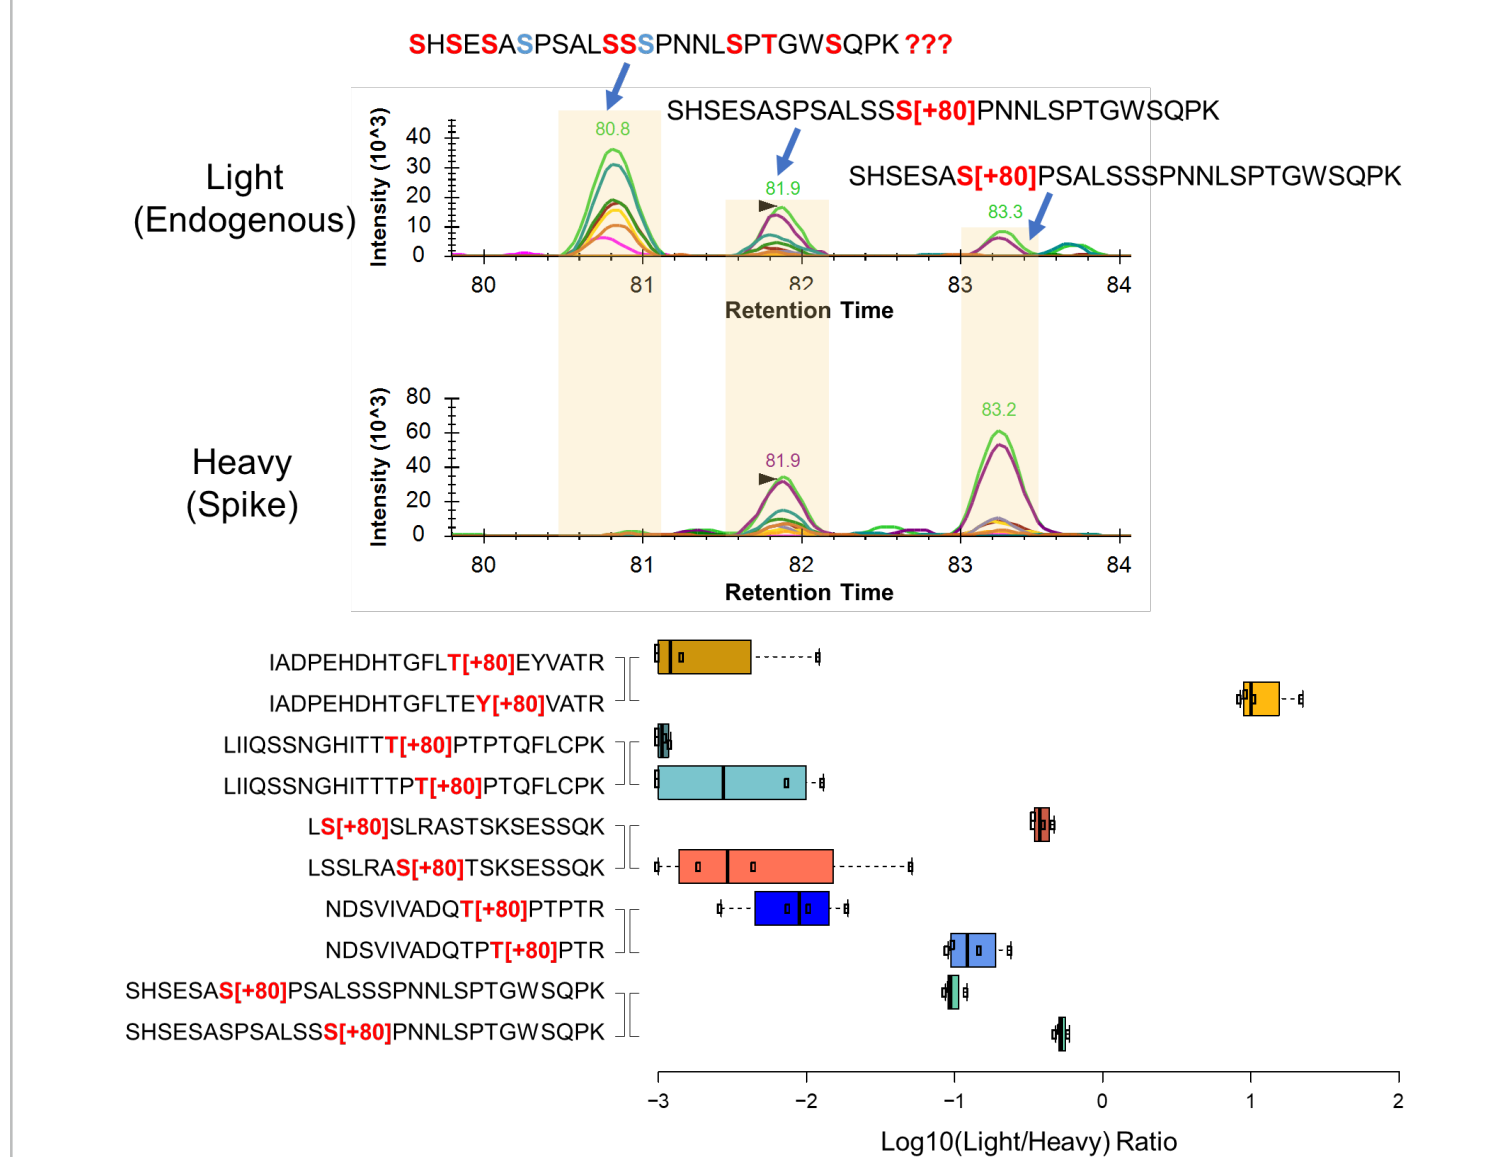 SHSESASPSALSSSPNNLSPTGWSQPK ???
SHSESASPSALSSS[+80]PNNLSPTGWSQPK
SHSESAS[+80]PSALSSSPNNLSPTGWSQPK
Light
(Endogenous)
Intensity (10^3)
40
30
20
10
0
80.8
81.9
83.3
80 81 82 83 84
Retention Time
Heavy
(Spike)
Intensity (10^3)
80
60
40
20
0
81.9
83.2
80 81 82 83 84
Retention Time
IADPEHDHTGFLT[+80]EYVATR
IADPEHDHTGFLTEY[+80]VATR
LIIQSSNGHITTT[+80]PTPTQFLCPK
LIIQSSNGHITTTPT[+80]PTQFLCPK
LS[+80]SLRASTSKSESSQK
LSSLRAS[+80]TSKSESSQK
NDSVIVADQT[+80]PTPTR
NDSVIVADQTPT[+80]PTR
SHSESAS[+80]PSALSSSPNNLSPTGWSQPK
SHSESASPSALSSS[+80]PNNLSPTGWSQPK
−3 −2 −1 0 1 2
Log10(Light/Heavy) Ratio